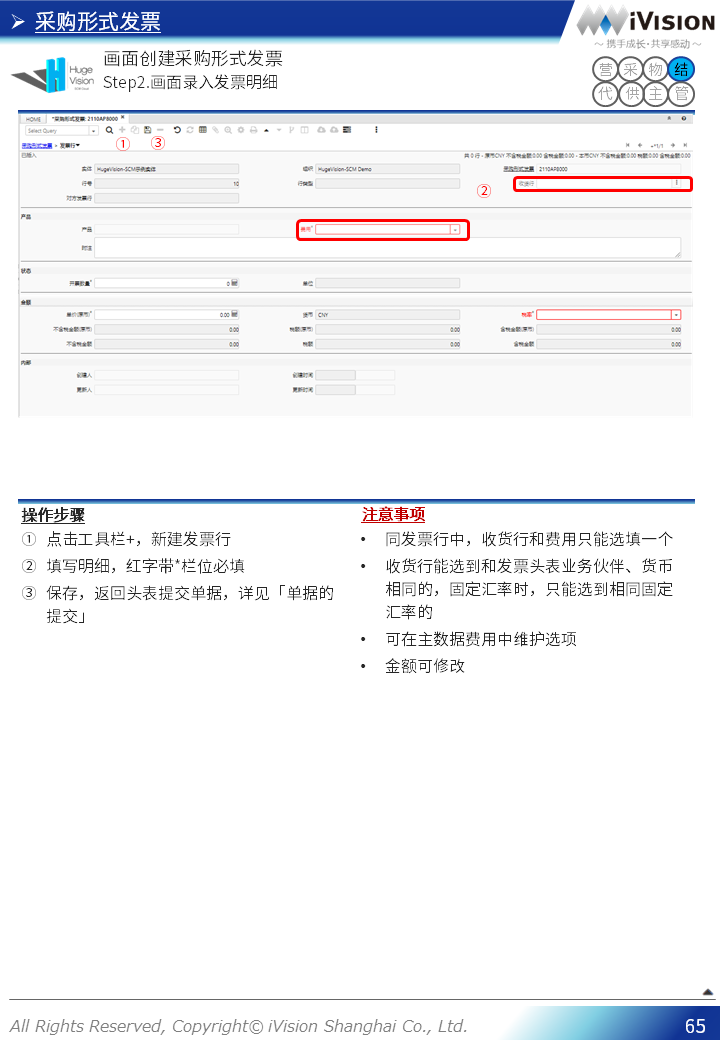 采购形式发票
iVISION
～ 携手成长·共享感动 ～
Huge
Vision
画面创建采购形式发票
Step2.画面录入发票明细
营 采 物 结
代 供 主 管
HOME *采购形式发票: 2110AP8000
Select Query
① ③
采购形式发票 > 发票行
+*1/1
已插入 共 0 行 - 原币CNY 不含税金额:0.00 含税金额:0.00 - 本币CNY 不含税金额:0.00 税额:0.00 含税金额:0.00
实体 HugeVision-SCM示例实体 组织 HugeVision-SCM Demo 采购形式发票 2110AP8000
行号 10 行类型 ② 收货行
对方发票行
产品
产品 费用*
附注
状态
开票数量* 0 单位
金额
单价(原币)* 0.00 货币 CNY 税率*
不含税金额(原币) 0.00 税额(原币) 0.00 含税金额(原币) 0.00
不含税金额 0.00 税额 0.00 含税金额 0.00
内部
创建人 创建时间
更新人 更新时间
操作步骤
① 点击工具栏+，新建发票行
② 填写明细，红字带*栏位必填
③ 保存，返回头表提交单据，详见「单据的
提交」
注意事项
• 同发票行中，收货行和费用只能选填一个
• 收货行能选到和发票头表业务伙伴、货币
相同的，固定汇率时，只能选到相同固定
汇率的
• 可在主数据费用中维护选项
• 金额可修改
All Rights Reserved, Copyright© iVision Shanghai Co., Ltd.
65